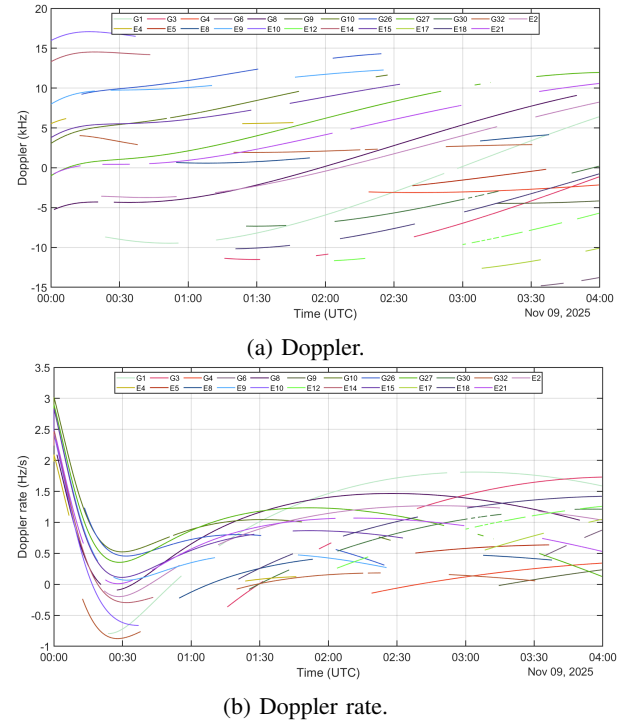 20
15
10
5
0
-5
-10
-15
Doppler (kHz)
G1 G3 G4 G6 G8 G9 G10 G26 G27 G30 G32 E2
E4 E5 E8 E9 E10 E12 E14 E15 E17 E18 E21
00:00 00:30 01:00 01:30 02:00 02:30 03:00 03:30 04:00
Time (UTC)
Nov 09, 2025
(a) Doppler.
3.5
3
2.5
2
1.5
1
0.5
0
-0.5
-1
Doppler rate (Hz/s)
G1 G3 G4 G6 G8 G9 G10 G26 G27 G30 G32 E2
E4 E5 E8 E9 E10 E12 E14 E15 E17 E18 E21
00:00 00:30 01:00 01:30 02:00 02:30 03:00 03:30 04:00
Time (UTC)
Nov 09, 2025
(b) Doppler rate.